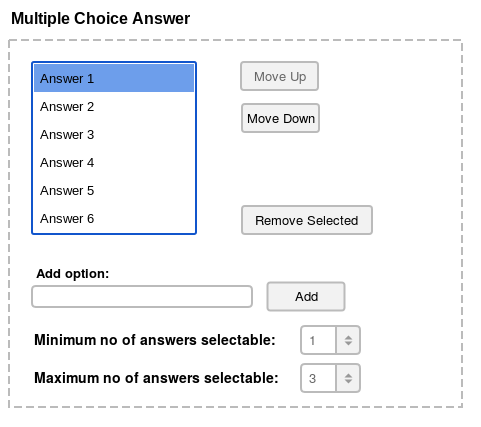 Multiple Choice Answer
Answer 1
Move Up
Answer 2
Move Down
Answer 3
Answer 4
Answer 5
Answer 6
Remove Selected
Add option:
Add
Minimum no of answers selectable: 1
Maximum no of answers selectable: 3